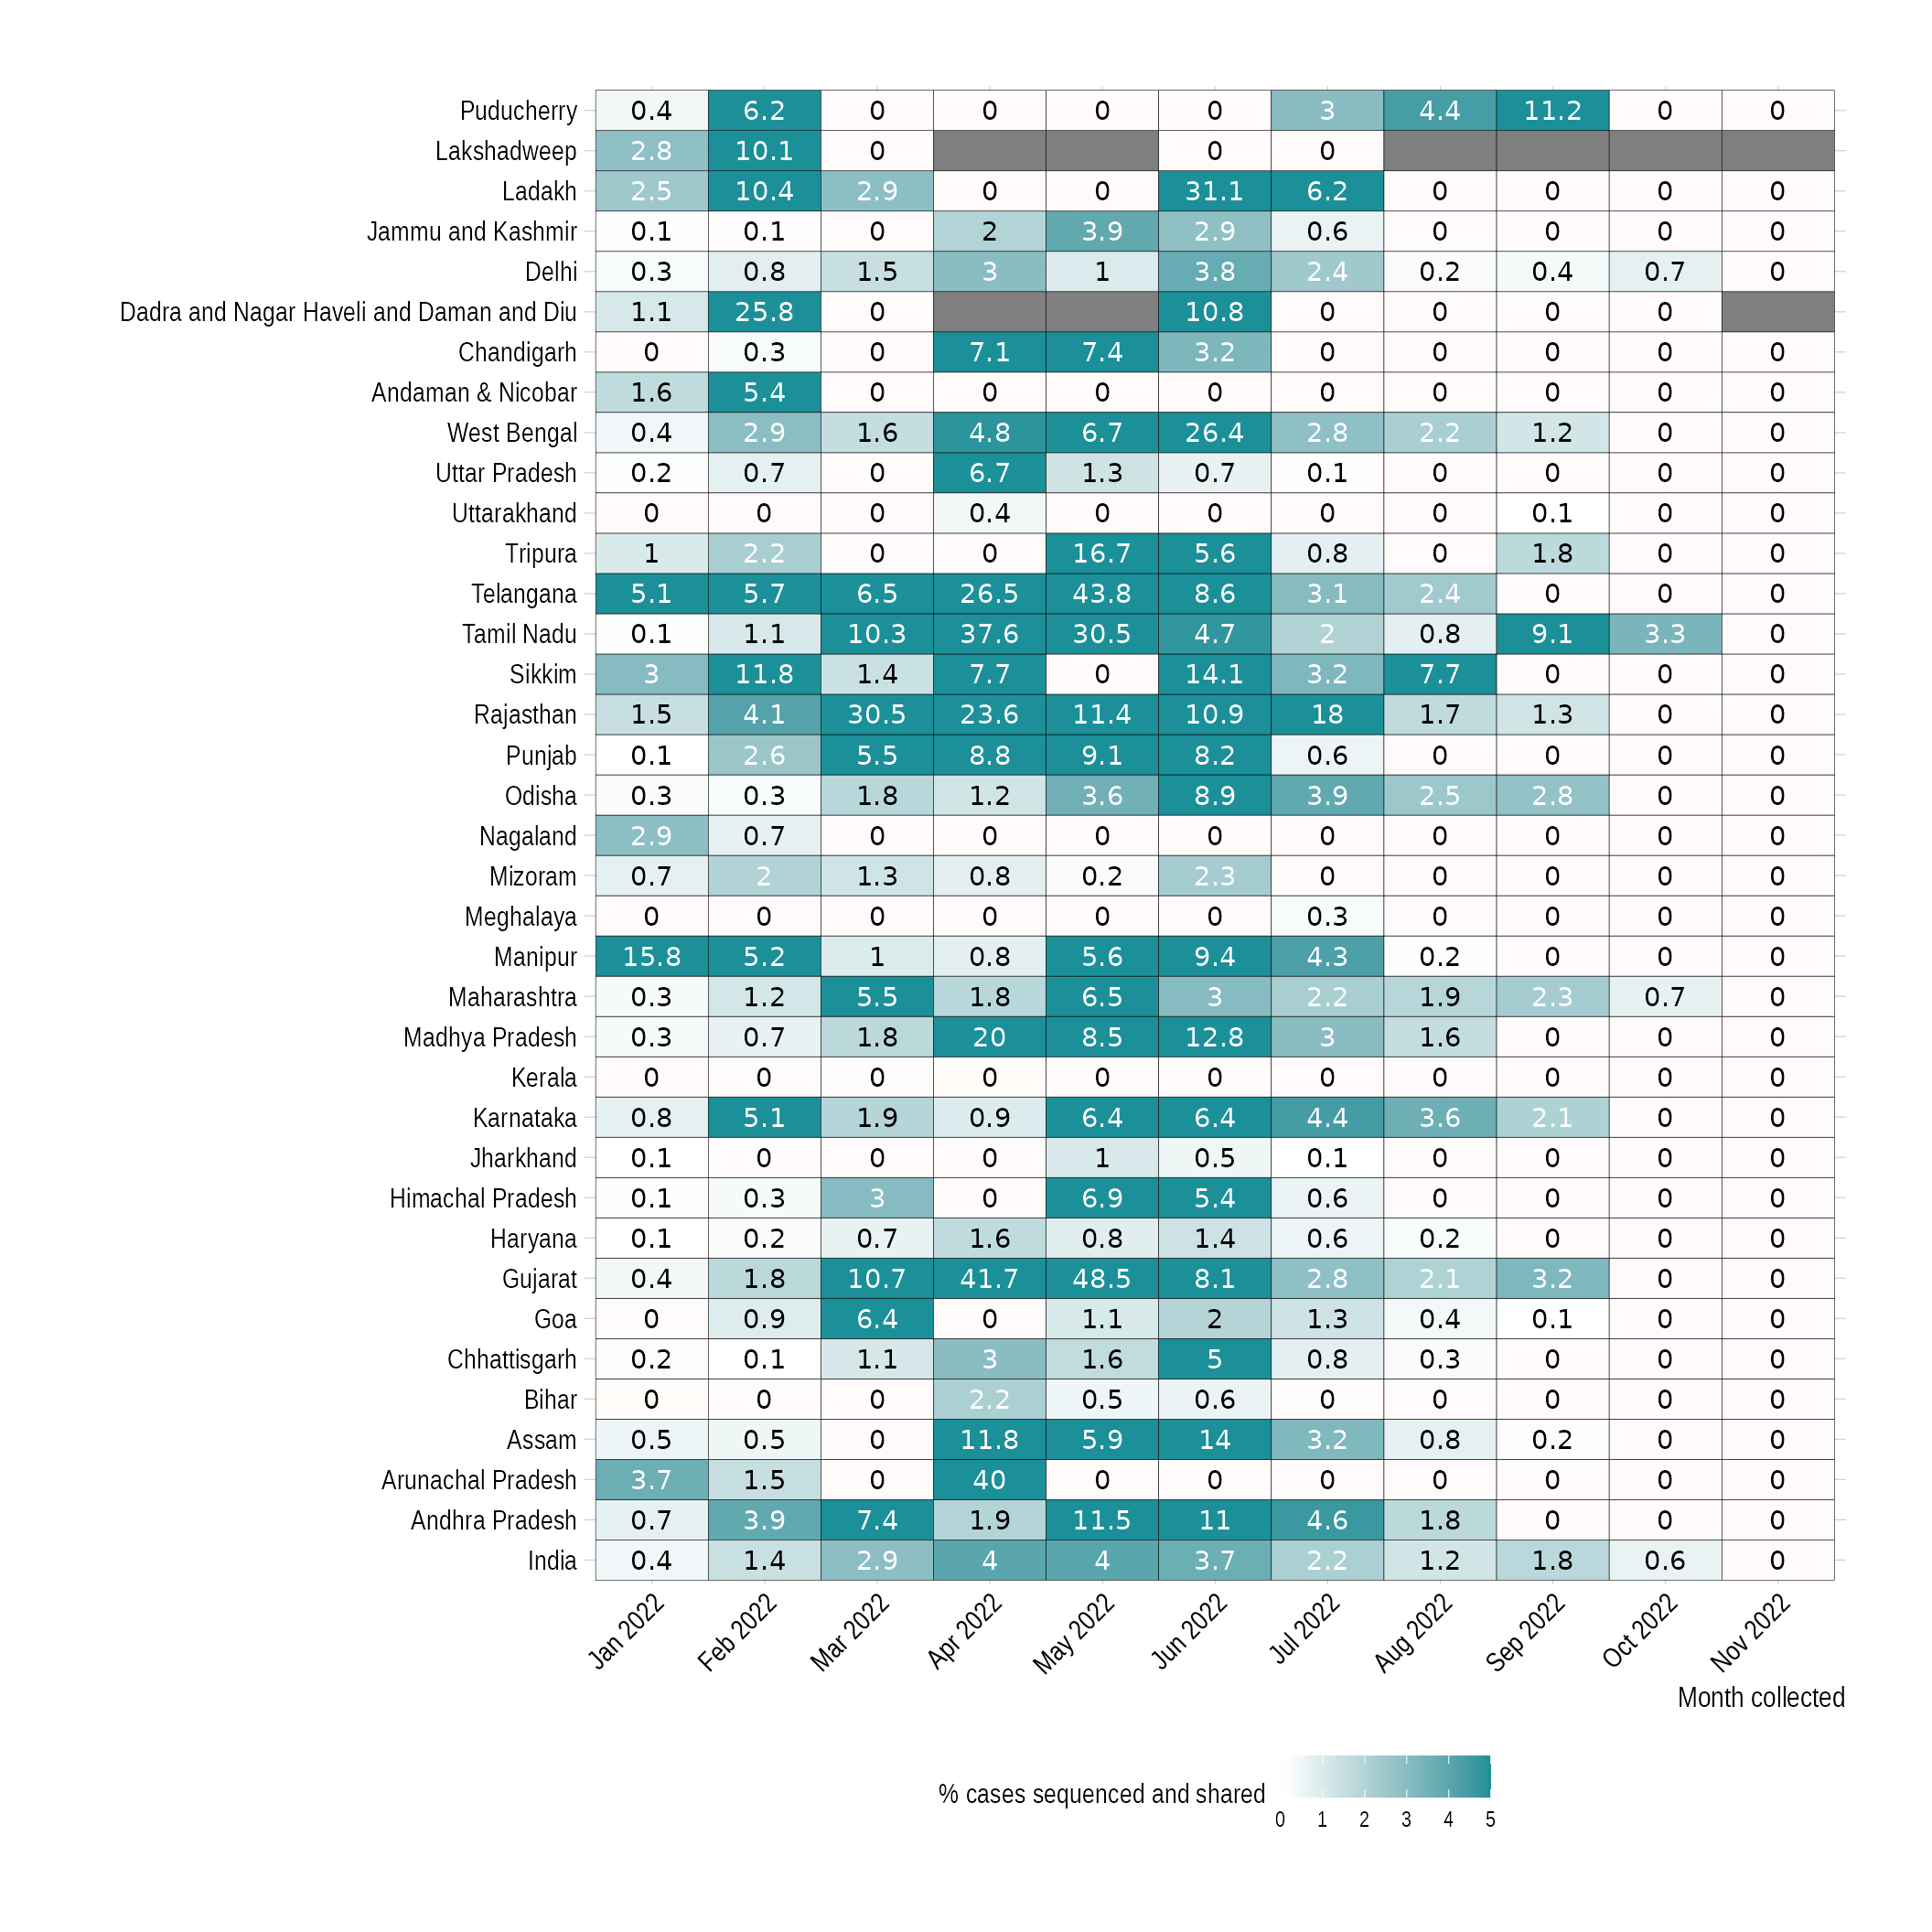 Puducherry 0.4 6.2 0 0 0 0 3 4.4 11.2 0 0
Lakshadweep 2.8 10.1 0 0 0
Ladakh 2.5 10.4 2.9 0 0 31.1 6.2 0 0 0 0
Jammu and Kashmir 0.1 0.1 0 2 3.9 2.9 0.6 0 0 0 0
Delhi 0.3 0.8 1.5 3 1 3.8 2.4 0.2 0.4 0.7 0
Dadra and Nagar Haveli and Daman and Diu 1.1 25.8 0 10.8 0 0 0 0
Chandigarh 0 0.3 0 7.1 7.4 3.2 0 0 0 0 0
Andaman & Nicobar 1.6 5.4 0 0 0 0 0 0 0 0 0
West Bengal 0.4 2.9 1.6 4.8 6.7 26.4 2.8 2.2 1.2 0 0
Uttar Pradesh 0.2 0.7 0 6.7 1.3 0.7 0.1 0 0 0 0
Uttarakhand 0 0 0 0.4 0 0 0 0 0.1 0 0
Tripura 1 2.2 0 0 16.7 5.6 0.8 0 1.8 0 0
Telangana 5.1 5.7 6.5 26.5 43.8 8.6 3.1 2.4 0 0 0
Tamil Nadu 0.1 1.1 10.3 37.6 30.5 4.7 2 0.8 9.1 3.3 0
Sikkim 3 11.8 1.4 7.7 0 14.1 3.2 7.7 0 0 0
Rajasthan 1.5 4.1 30.5 23.6 11.4 10.9 18 1.7 1.3 0 0
Punjab 0.1 2.6 5.5 8.8 9.1 8.2 0.6 0 0 0 0
Odisha 0.3 0.3 1.8 1.2 3.6 8.9 3.9 2.5 2.8 0 0
Nagaland 2.9 0.7 0 0 0 0 0 0 0 0 0
Mizoram 0.7 2 1.3 0.8 0.2 2.3 0 0 0 0 0
Meghalaya 0 0 0 0 0 0 0.3 0 0 0 0
Manipur 15.8 5.2 1 0.8 5.6 9.4 4.3 0.2 0 0 0
Maharashtra 0.3 1.2 5.5 1.8 6.5 3 2.2 1.9 2.3 0.7 0
Madhya Pradesh 0.3 0.7 1.8 20 8.5 12.8 3 1.6 0 0 0
Kerala 0 0 0 0 0 0 0 0 0 0 0
Karnataka 0.8 5.1 1.9 0.9 6.4 6.4 4.4 3.6 2.1 0 0
Jharkhand 0.1 0 0 0 1 0.5 0.1 0 0 0 0
Himachal Pradesh 0.1 0.3 3 0 6.9 5.4 0.6 0 0 0 0
Haryana 0.1 0.2 0.7 1.6 0.8 1.4 0.6 0.2 0 0 0
Gujarat 0.4 1.8 10.7 41.7 48.5 8.1 2.8 2.1 3.2 0 0
Goa 0 0.9 6.4 0 1.1 2 1.3 0.4 0.1 0 0
Chhattisgarh 0.2 0.1 1.1 3 1.6 5 0.8 0.3 0 0 0
Bihar 0 0 0 2.2 0.5 0.6 0 0 0 0 0
Assam 0.5 0.5 0 11.8 5.9 14 3.2 0.8 0.2 0 0
Arunachal Pradesh 3.7 1.5 0 40 0 0 0 0 0 0 0
Andhra Pradesh 0.7 3.9 7.4 1.9 11.5 11 4.6 1.8 0 0 0
India 0.4 1.4 2.9 4 4 3.7 2.2 1.2 1.8 0.6 0
Jan 2022 Feb 2022 Mar 2022 Apr 2022 May 2022 Jun 2022 Jul 2022 Aug 2022 Sep 2022 Oct 2022 Nov 2022
Month collected
% cases sequenced and shared
0 1 2 3 4 5